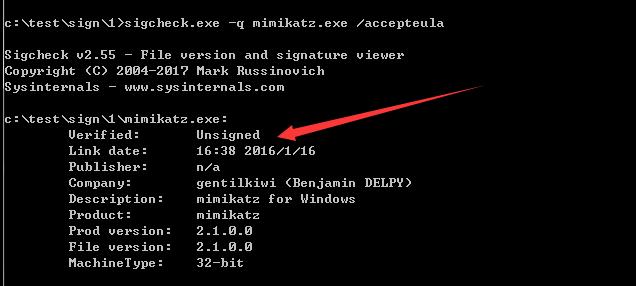 c:\test\sign\1>sigcheck.exe -q mimikatz.exe /accepteula
Sigcheck v2.55 - File version and signature viewer
Copyright (C) 2004-2017 Mark Russinovich
Sysinternals - www.sysinternals.com
c:\test\sign\1\mimikatz.exe:
Verified: Unsigned
Link date: 16:38 2016/1/16
Publisher: n/a
Company: gentilkiwi (Benjamin DELPY)
Description: mimikatz for Windows
Product: mimikatz
Prod version: 2.1.0.0
File version: 2.1.0.0
MachineType: 32-bit